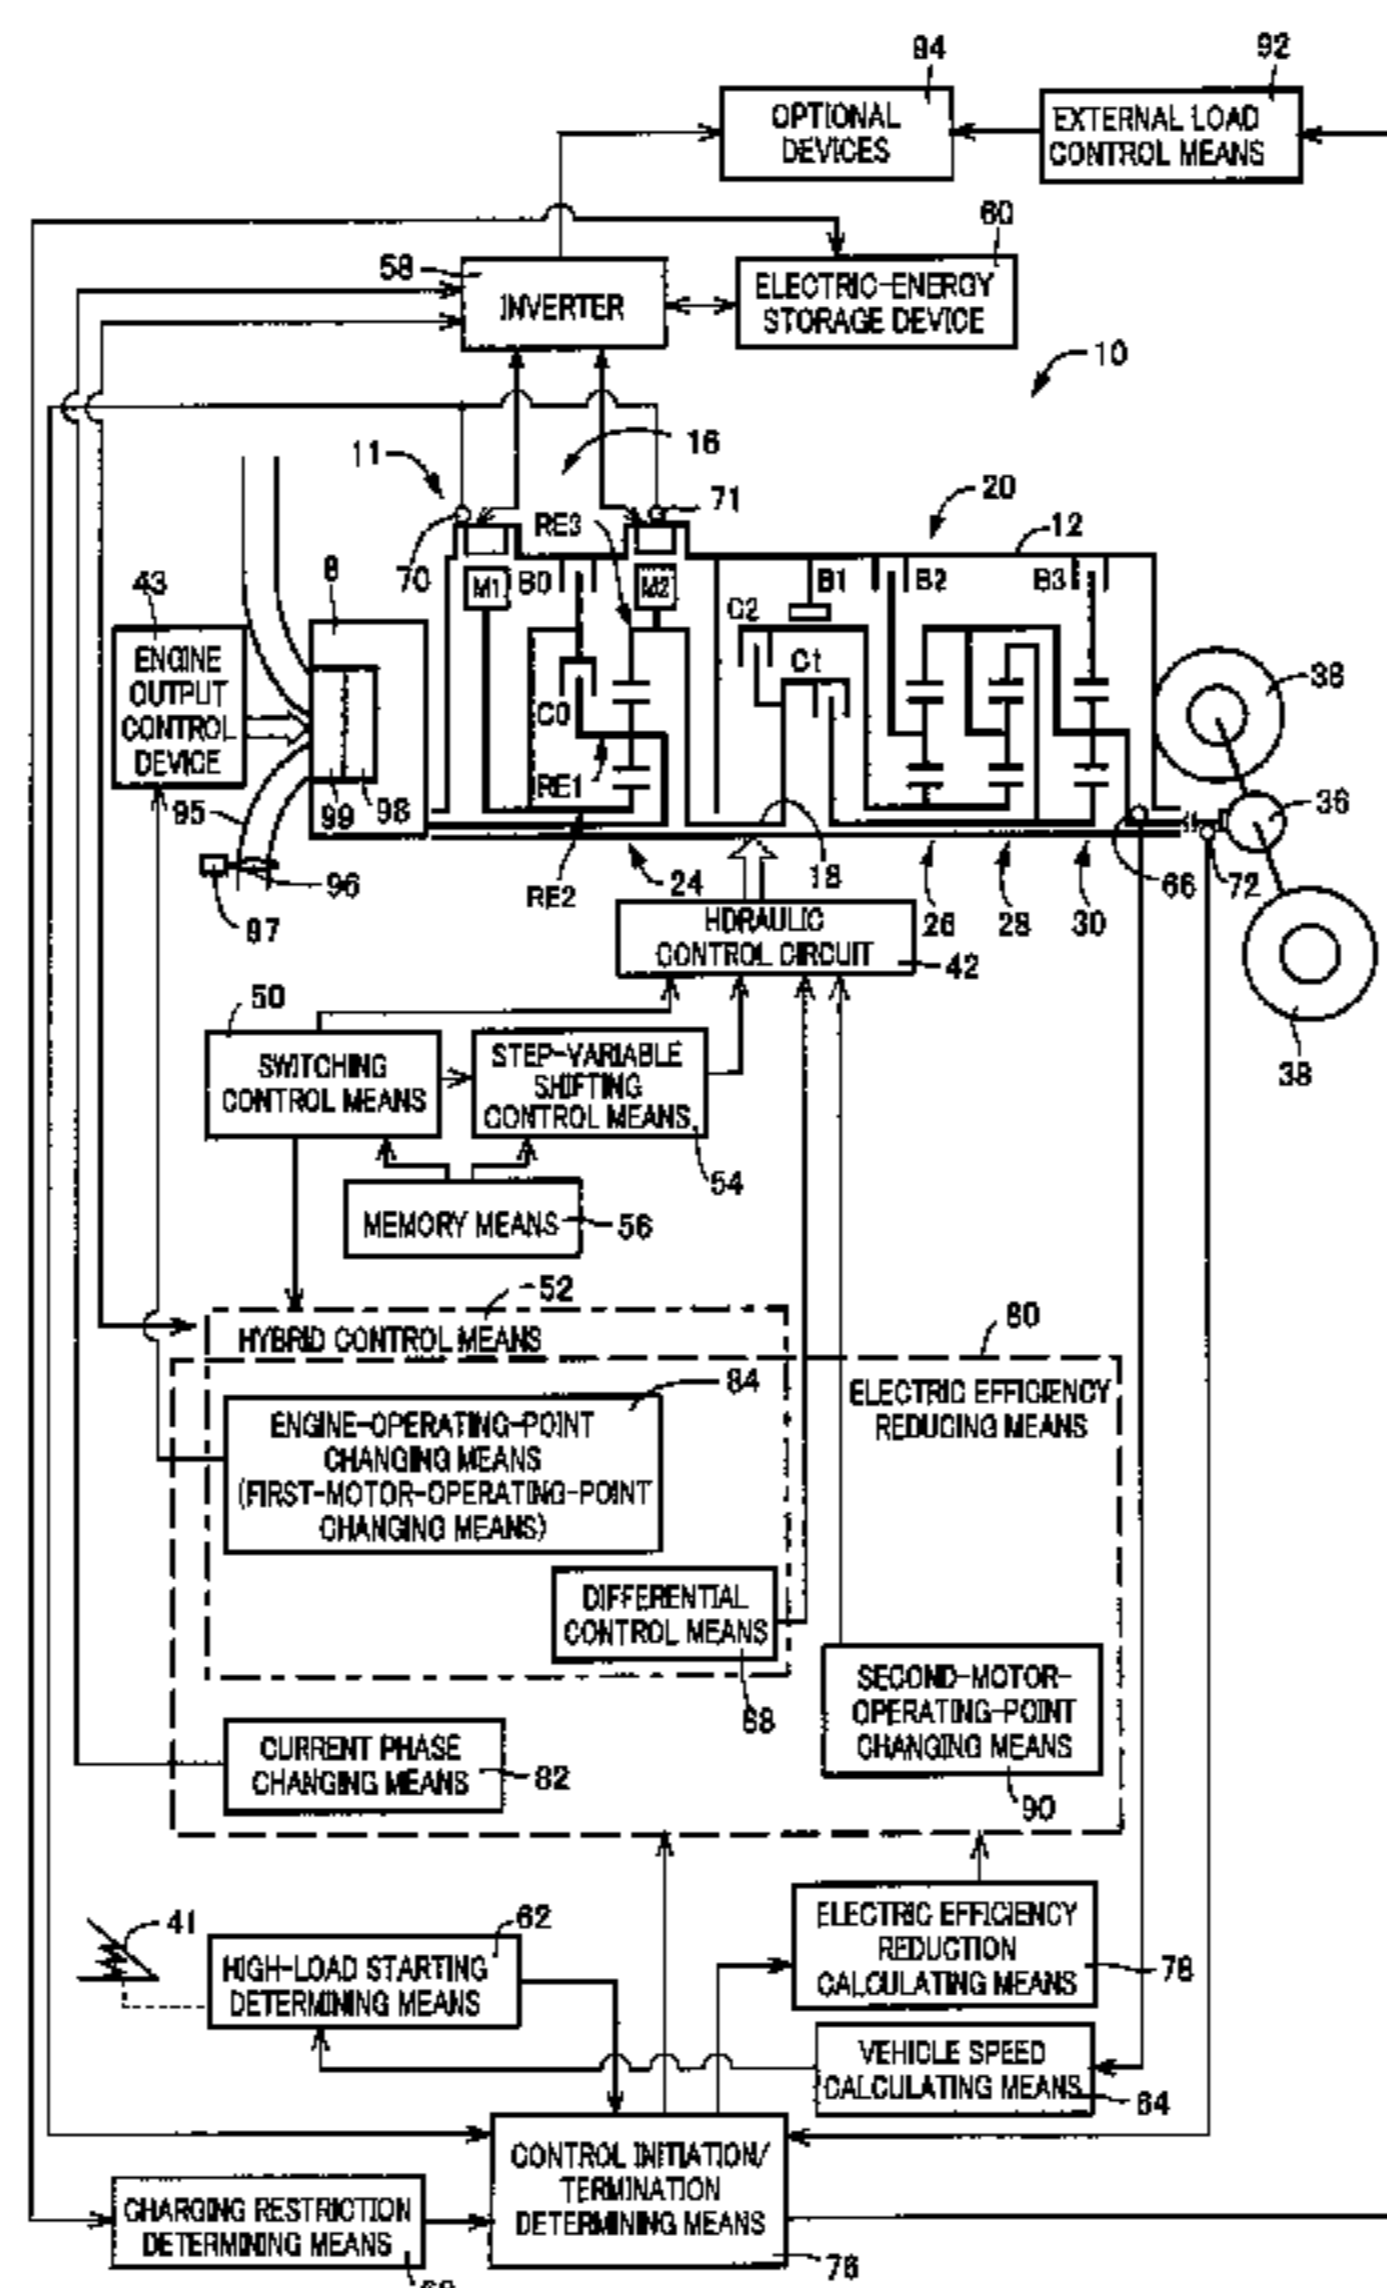 94
92
OPTIONAL
DEVICES
EXTERNAL LOAD
CONTROL MEANS
60
58
INVERTER
ELECTRIC-ENERGY
STORAGE DEVICE
10
16
11
71
20
RE3
12
70
M1
B0
M2
B1
B2
B3
8
43
C2
C1
38
ENGINE
OUTPUT
CONTROL
DEVICE
C0
RE1
36
95
99
98
96
97
RE2
24
18
26
28
30
66
72
HDRAULIC
CONTROL CIRCUIT
42
38
50
SWITCHING
CONTROL MEANS
STEP-VARIABLE
SHIFTING
CONTROL MEANS
54
MEMORY MEANS
56
52
HYBRID CONTROL MEANS
80
84
ELECTRIC EFFICIENCY
REDUCING MEANS
ENGINE-OPERATING-POINT
CHANGING MEANS
(FIRST-MOTOR-OPERATING-POINT
CHANGING MEANS)
DIFFERENTIAL
CONTROL MEANS
68
SECOND-MOTOR-
OPERATING-POINT
CHANGING MEANS
90
CURRENT PHASE
CHANGING MEANS
82
41
62
HIGH-LOAD STARTING
DETERMINING MEANS
ELECTRIC EFFICIENCY
REDUCTION
CALCULATING MEANS
78
VEHICLE SPEED
CALCULATING MEANS
64
CONTROL INITIATION/
TERMINATION
DETERMINING MEANS
76
CHARGING RESTRICTION
DETERMINING MEANS